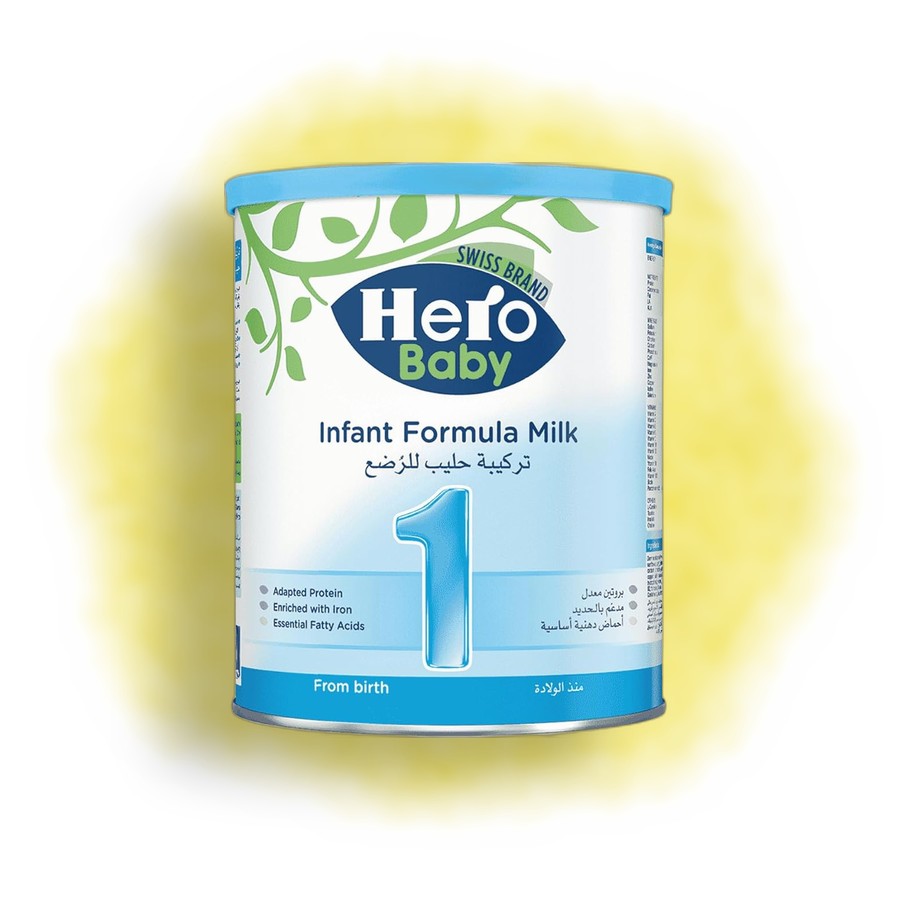 SWISS BRAND
Hero
Baby
Infant Formula Milk
تركيبة حليب للرُضع
1
Adapted Protein
Enriched with Iron
Essential Fatty Acids
بروتين معدل
مدعّم بالحديد
أحماض دهنية أساسية
From birth
منذ الولادة